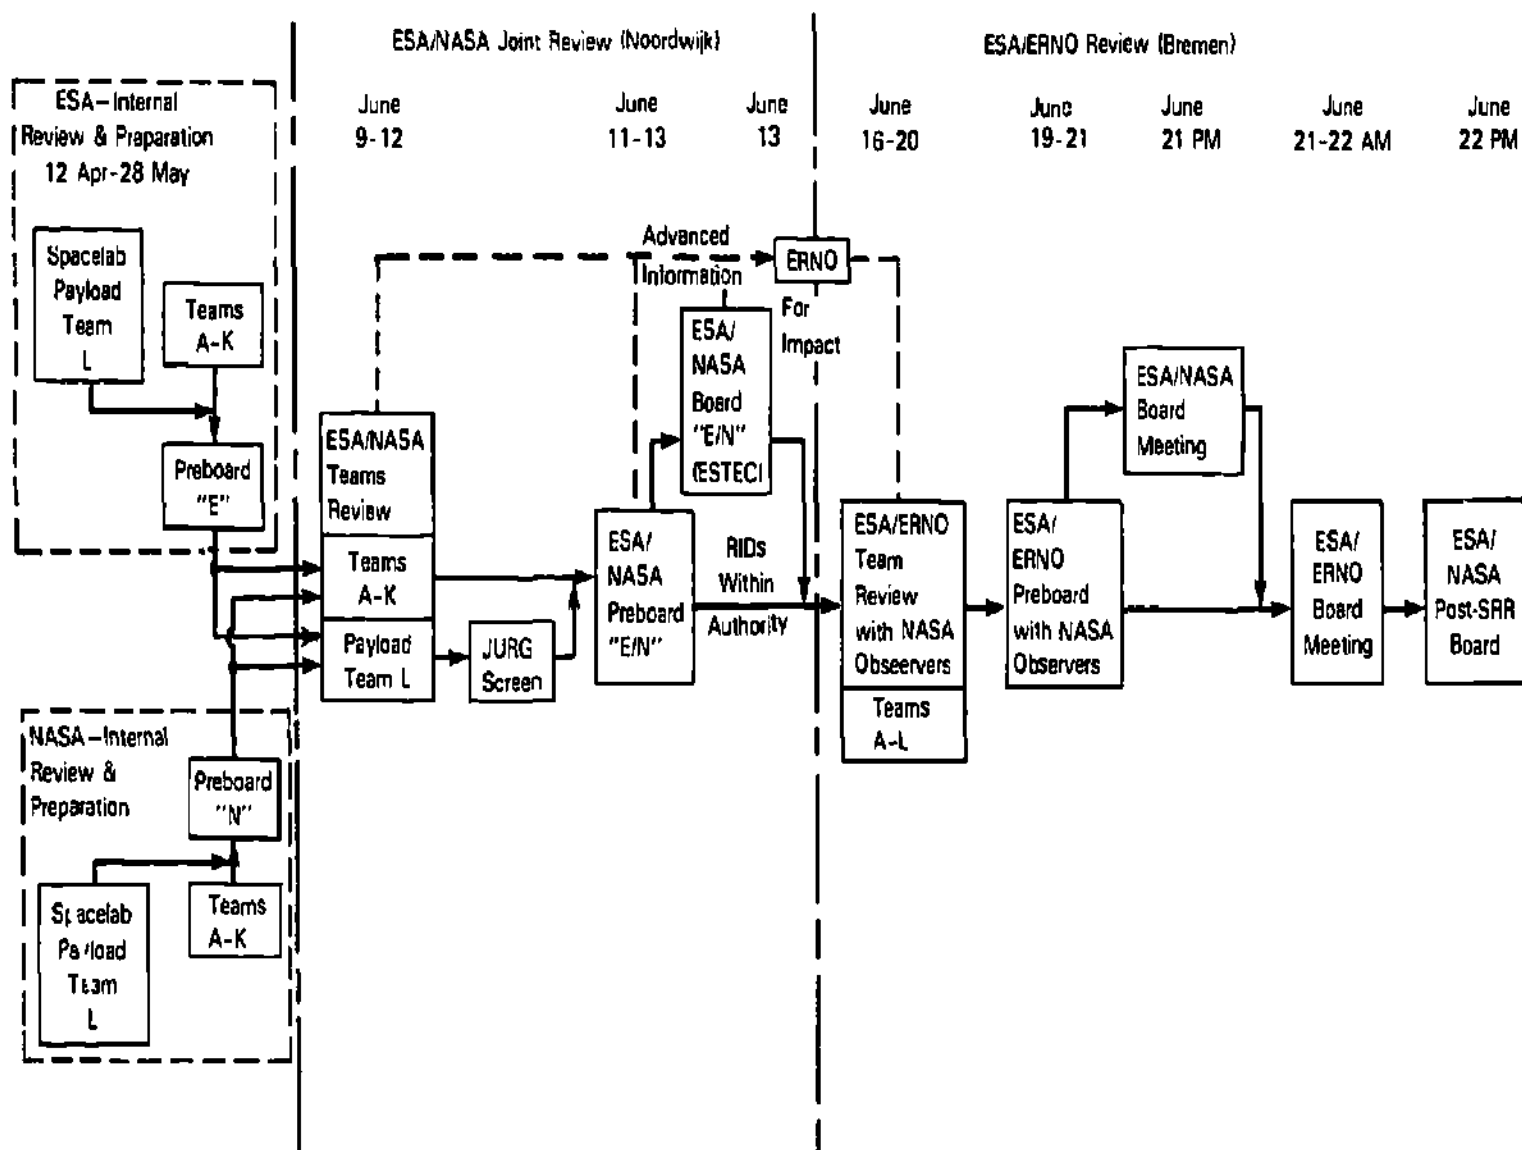 ESA/NASA Joint Review (Noordwijk)
ESA/ERNO Review (Bremen)
ESA-Internal
Review & Preparation
12 Apr-28 May
June
9-12
June
11-13
June
13
June
16-20
June
19-21
June
21 PM
June
21-22 AM
June
22 PM
Spacelab
Payload
Team
L
Teams
A-K
Preboard
"E"
Advanced
Information
ERNO
For
Impact
ESA/NASA
Teams
Review
Teams
A-K
Payload
Team L
JURG
Screen
ESA/
NASA
Preboard
"E/N"
ESA/
NASA
Board
"E/N"
(ESTEC)
RIDs
Within
Authority
ESA/ERNO
Team
Review
with NASA
Obseervers
Teams
A-L
ESA/
ERNO
Preboard
with NASA
Observers
ESA/NASA
Board
Meeting
ESA/
ERNO
Board
Meeting
ESA/
NASA
Post-SRR
Board
NASA-Internal
Review &
Preparation
Preboard
"N"
Spacelab
Payload
Team
L
Teams
A-K